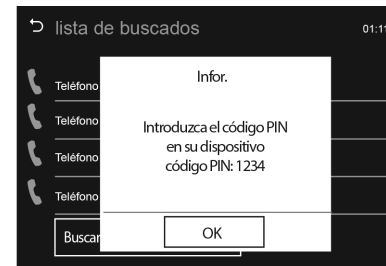 lista de buscados
01:11
Infor.
Teléfono
Teléfono
Teléfono
Teléfono
Introduzca el código PIN
en su dispositivo
código PIN: 1234
Buscar
OK